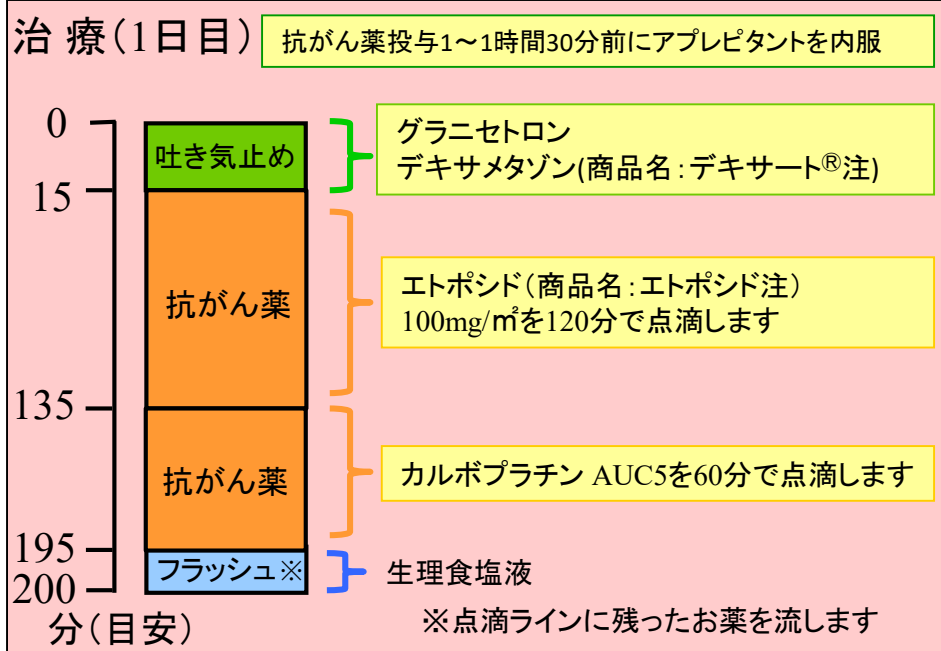 治 療(1日目)
抗がん薬投与1～1時間30分前にアプレピタントを内服
0
吐き気止め
グラニセトロン
デキサメタゾン(商品名：デキサート®注)
15
抗がん薬
エトポシド(商品名：エトポシド注)
100mg/㎡を120分で点滴します
135
抗がん薬
カルボプラチン AUC5を60分で点滴します
195
フラッシュ※
生理食塩液
200
分(目安)
※点滴ラインに残ったお薬を流します